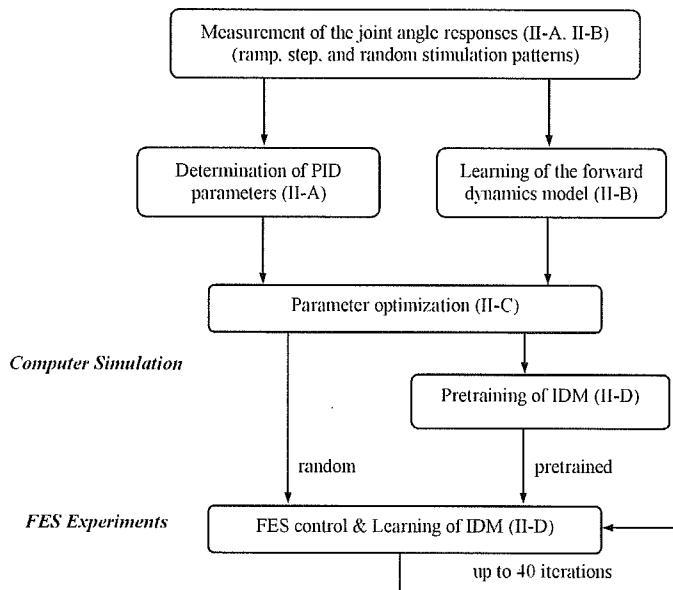 Measurement of the joint angle responses (II-A, II-B)
(ramp, step, and random stimulation patterns)
Determination of PID
parameters (II-A)
Learning of the forward
dynamics model (II-B)
Parameter optimization (II-C)
Computer Simulation
Pretraining of IDM (II-D)
random
pretrained
FES Experiments
FES control & Learning of IDM (II-D)
up to 40 iterations